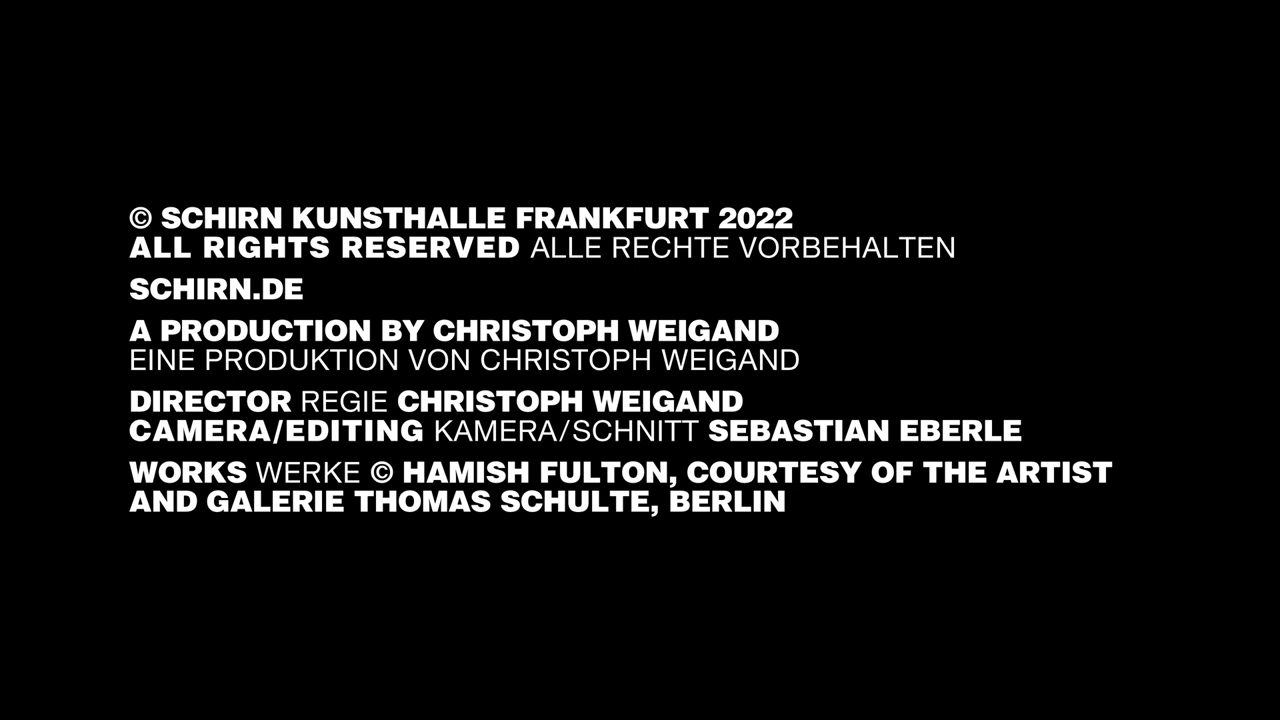 © SCHIRN KUNSTHALLE FRANKFURT 2022
ALL RIGHTS RESERVED ALLE RECHTE VORBEHALTEN
SCHIRN.DE
A PRODUCTION BY CHRISTOPH WEIGAND
EINE PRODUKTION VON CHRISTOPH WEIGAND
DIRECTOR REGIE CHRISTOPH WEIGAND
CAMERA/EDITING KAMERA/SCHNITT SEBASTIAN EBERLE
WORKS WERKE © HAMISH FULTON, COURTESY OF THE ARTIST
AND GALERIE THOMAS SCHULTE, BERLIN